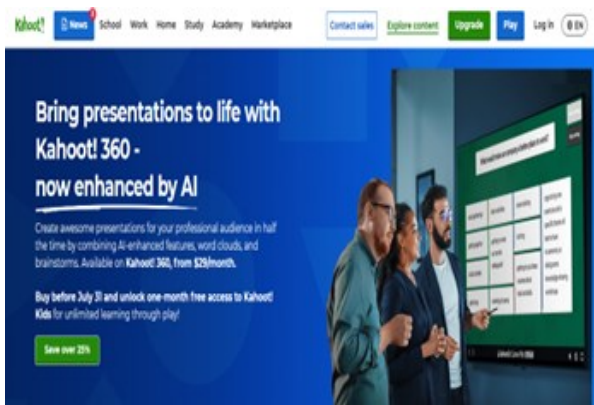 Kahoot! News School Work Home Study Academy Marketplace Contact sales Explore content Upgrade Play Log in EN
Bring presentations to life with
Kahoot! 360 -
now enhanced by AI
Create awesome presentations for your professional audience in half
the time by combining AI-enhanced features, word clouds, and
brainstorms. Available on Kahoot! 360, from $29/month.
Buy before July 31 and unlock one-month free access to Kahoot!
Kids for unlimited learning through play!
Save over 25%